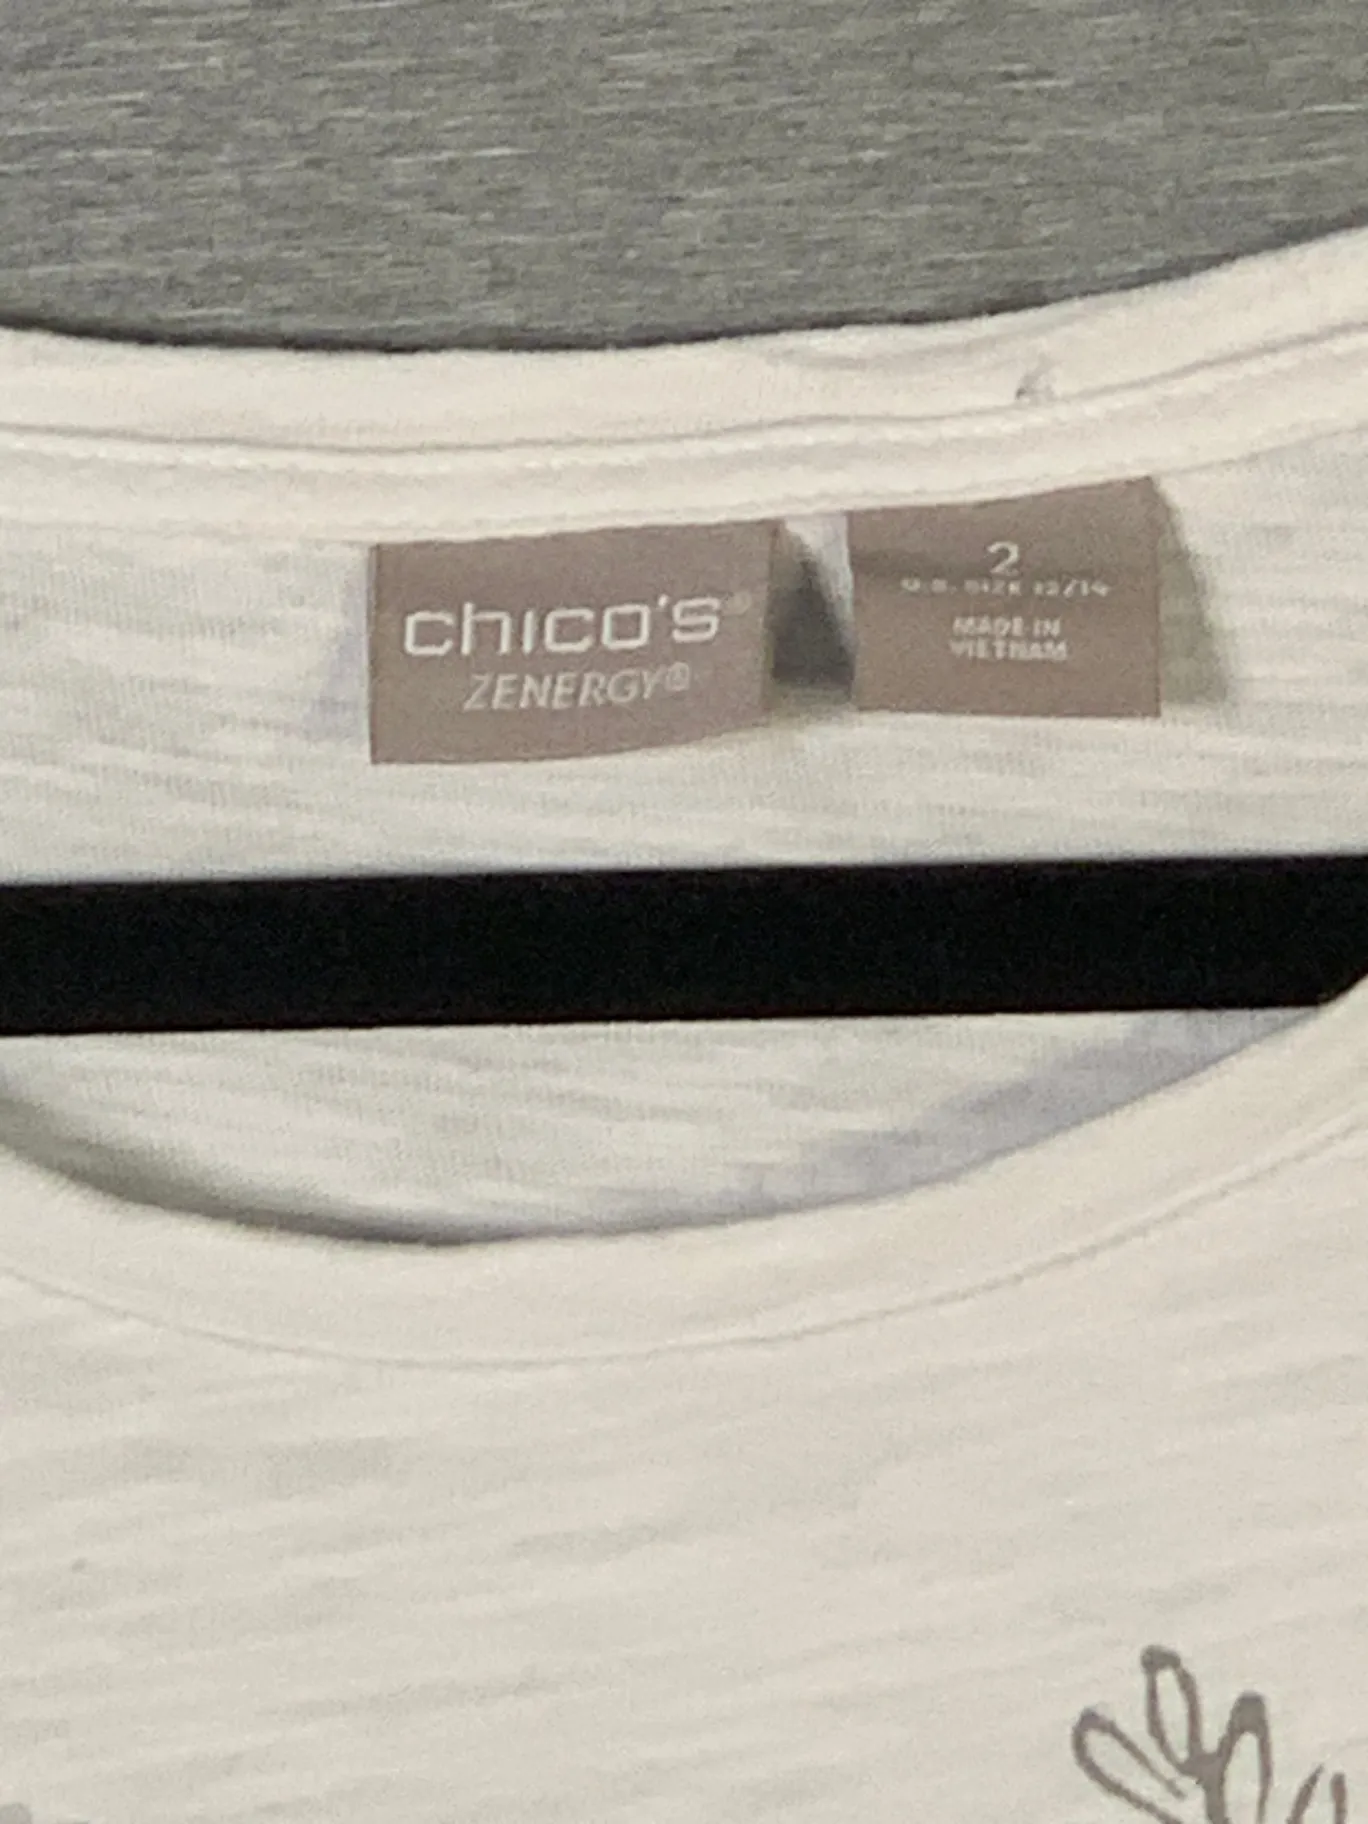 chico's®
ZENERGY®
2
U.S. SIZE 12/14
MADE IN
VIETNAM